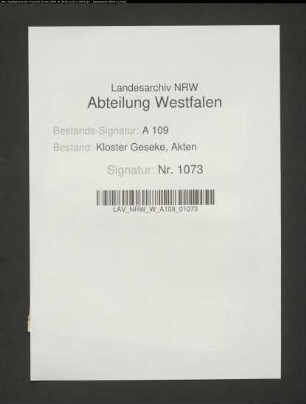 Landesarchiv NRW
Abteilung Westfalen
Bestands-Signatur: A 109
Bestand: Kloster Geseke, Akten
Signatur: Nr. 1073
LAV_NRW_W_A109_01073